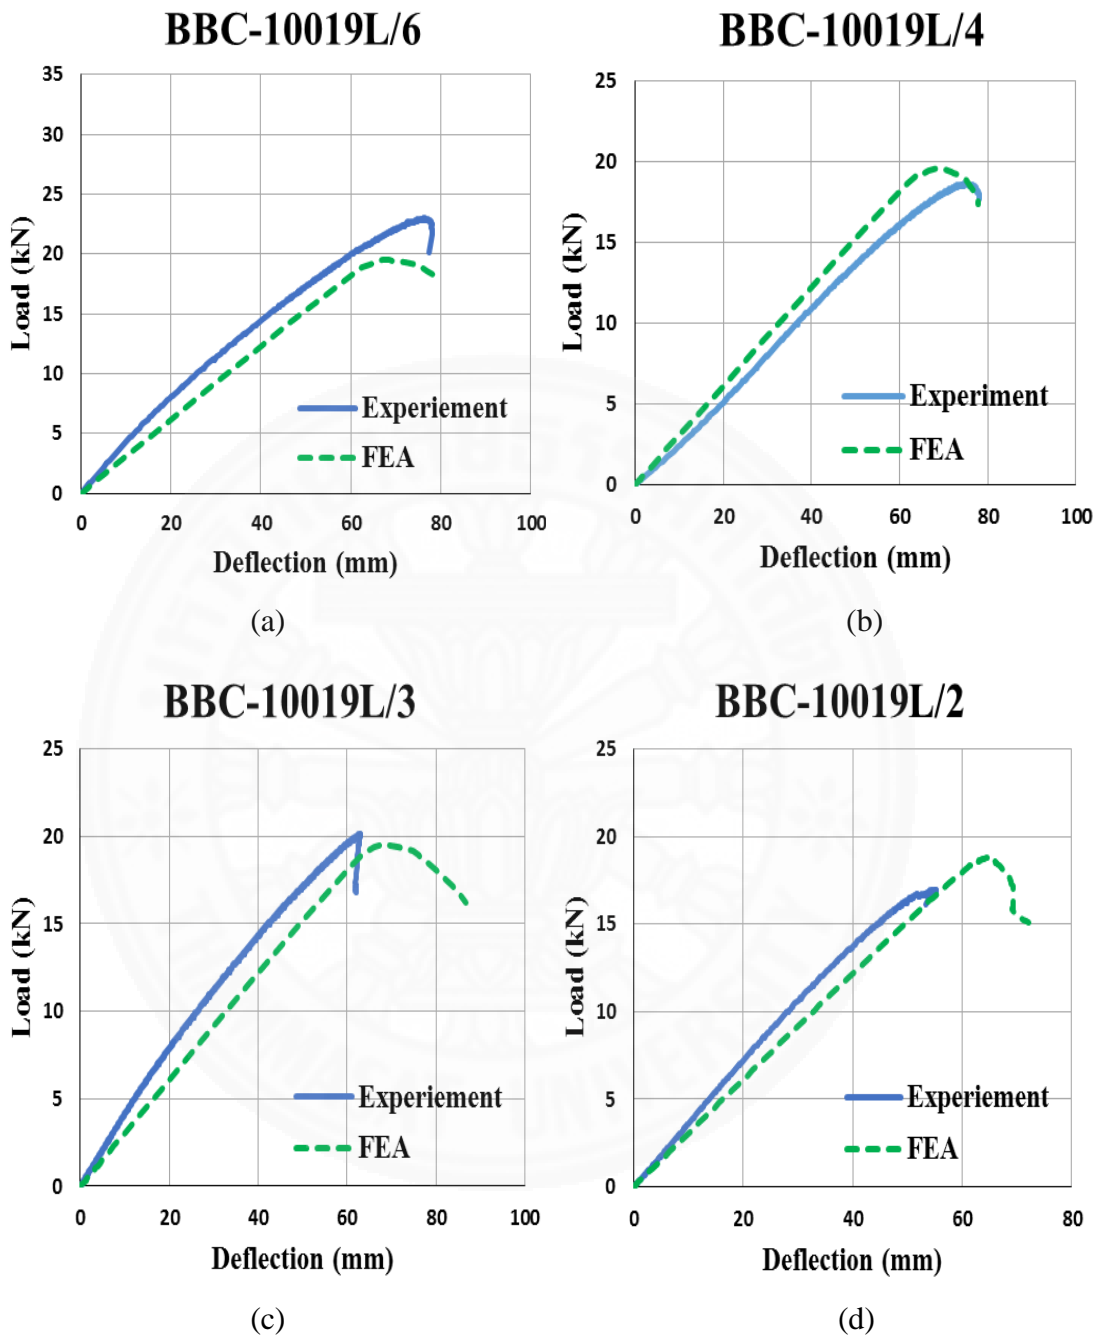 BBC-10019L/6
35
30
25
20
15
10
5
0
Load (kN)
Experiement
FEA
0 20 40 60 80 100
Deflection (mm)
(a)
BBC-10019L/4
25
20
15
10
5
0
Load (kN)
Experiment
FEA
0 20 40 60 80 100
Deflection (mm)
(b)
BBC-10019L/3
25
20
15
10
5
0
Load (kN)
Experiement
FEA
0 20 40 60 80 100
Deflection (mm)
(c)
BBC-10019L/2
25
20
15
10
5
0
Load (kN)
Experiement
FEA
0 20 40 60 80
Deflection (mm)
(d)